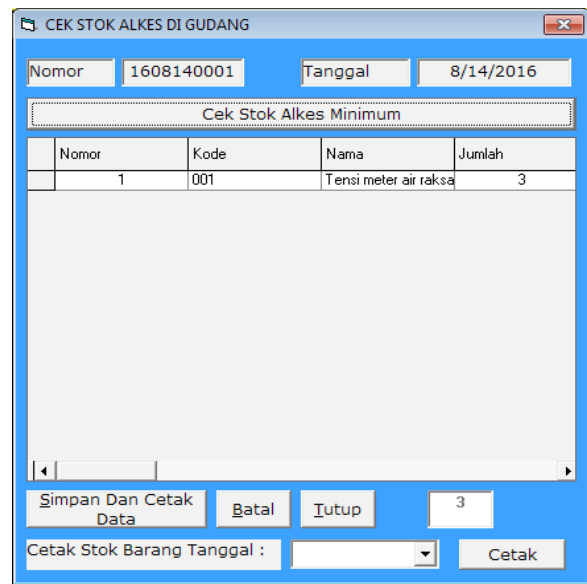 CEK STOK ALKES DI GUDANG
Nomor 1608140001 Tanggal 8/14/2016
Cek Stok Alkes Minimum
Nomor Kode Nama Jumlah
1 001 Tensi meter air raksa 3
Simpan Dan Cetak
Data
Batal Tutup 3
Cetak Stok Barang Tanggal : Cetak